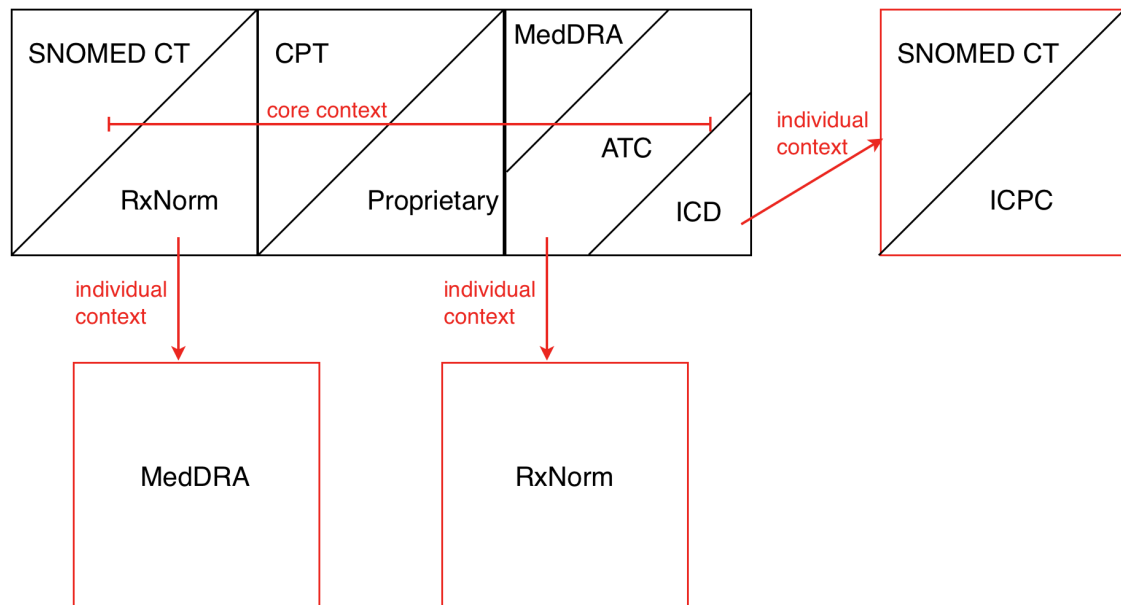 SNOMED CT
CPT
MedDRA
SNOMED CT
core context
individual
context
ATC
RxNorm
Proprietary
ICD
ICPC
individual
context
individual
context
MedDRA
RxNorm